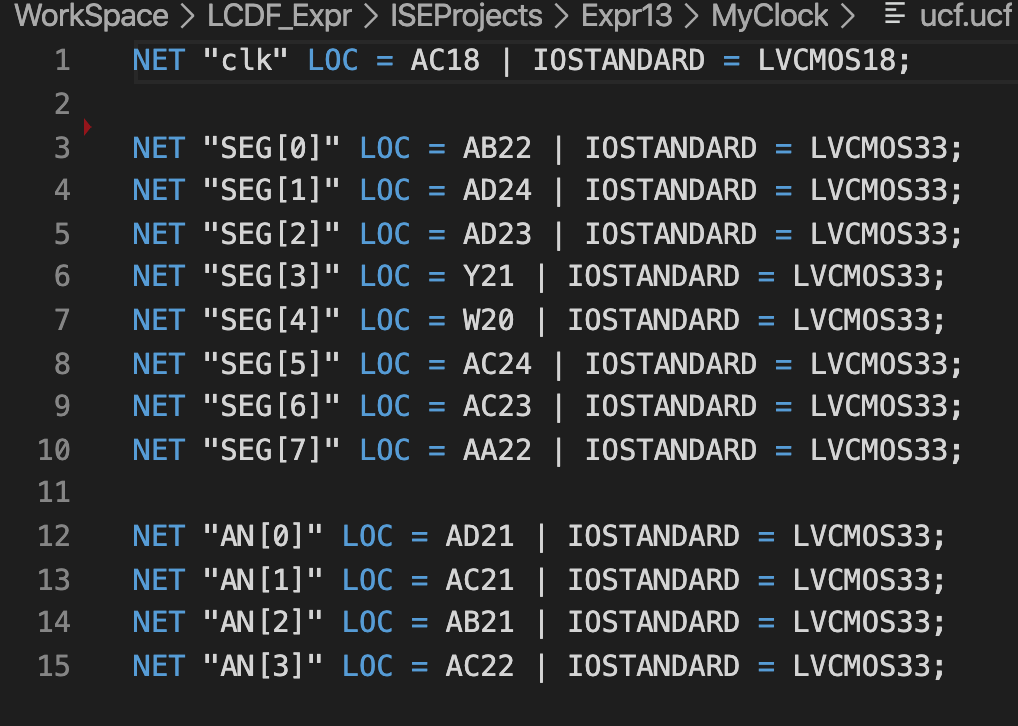 WorkSpace > LCDF_Expr > ISEProjects > Expr13 > MyClock > ucf.ucf
1 NET "clk" LOC = AC18 | IOSTANDARD = LVCMOS18;
2
3 NET "SEG[0]" LOC = AB22 | IOSTANDARD = LVCMOS33;
4 NET "SEG[1]" LOC = AD24 | IOSTANDARD = LVCMOS33;
5 NET "SEG[2]" LOC = AD23 | IOSTANDARD = LVCMOS33;
6 NET "SEG[3]" LOC = Y21 | IOSTANDARD = LVCMOS33;
7 NET "SEG[4]" LOC = W20 | IOSTANDARD = LVCMOS33;
8 NET "SEG[5]" LOC = AC24 | IOSTANDARD = LVCMOS33;
9 NET "SEG[6]" LOC = AC23 | IOSTANDARD = LVCMOS33;
10 NET "SEG[7]" LOC = AA22 | IOSTANDARD = LVCMOS33;
11
12 NET "AN[0]" LOC = AD21 | IOSTANDARD = LVCMOS33;
13 NET "AN[1]" LOC = AC21 | IOSTANDARD = LVCMOS33;
14 NET "AN[2]" LOC = AB21 | IOSTANDARD = LVCMOS33;
15 NET "AN[3]" LOC = AC22 | IOSTANDARD = LVCMOS33;